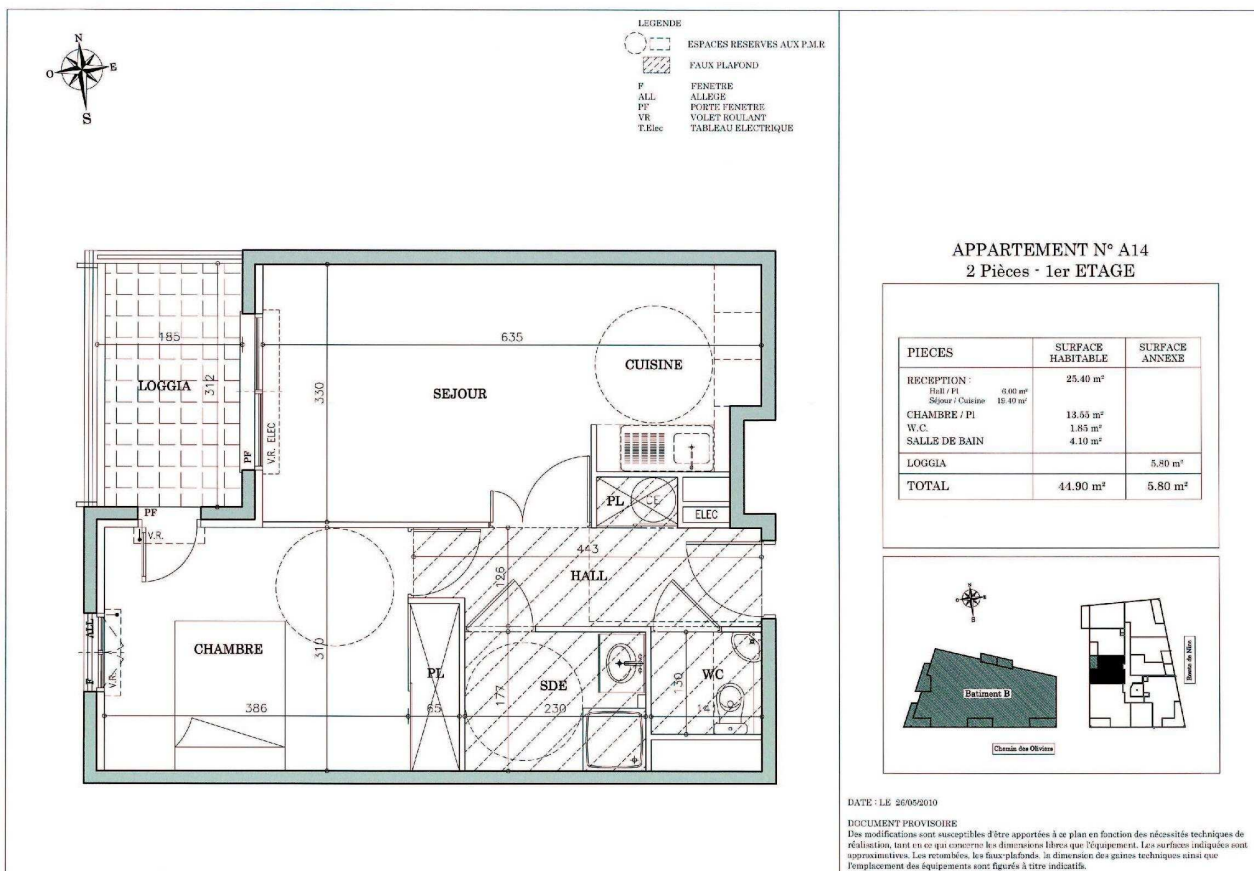 LEGENDE
ESPACES RESERVES AUX P.M.R
FAUX PLAFOND
F FENETRE
ALL ALLEGE
PF PORTE FENETRE
VR VOLET ROULANT
T.Elec TABLEAU ELECTRIQUE
N
O E
S
185
LOGGIA
312
PF
V.R. ELEC
635
330
SEJOUR
CUISINE
PL
CE
ELEC
PF
V.R.
443
HALL
126
ALL
F
V.R.
CHAMBRE
310
PL
SDE
WC
177
130
386
65
230
APPARTEMENT N° A14
2 Pièces - 1er ETAGE
PIECES SURFACE HABITABLE SURFACE ANNEXE
RECEPTION : 25.40 m²
Hall / Pl 6.00 m²
Séjour / Cuisine 19.40 m²
CHAMBRE / Pl 13.55 m²
W.C. 1.85 m²
SALLE DE BAIN 4.10 m²
LOGGIA 5.80 m²
TOTAL 44.90 m² 5.80 m²
N
O E
S
Batiment B
Route de Nice
Chemin des Oliviers
DATE : LE 26/05/2010
DOCUMENT PROVISOIRE
Des modifications sont susceptibles d'être apportées à ce plan en fonction des nécessités techniques de
réalisation, tant en ce qui concerne les dimensions libres que l'équipement. Les surfaces indiquées sont
approximatives. Les retombées, les faux-plafonds, la dimension des gaines techniques ainsi que
l'emplacement des équipements sont figurés à titre indicatifs.